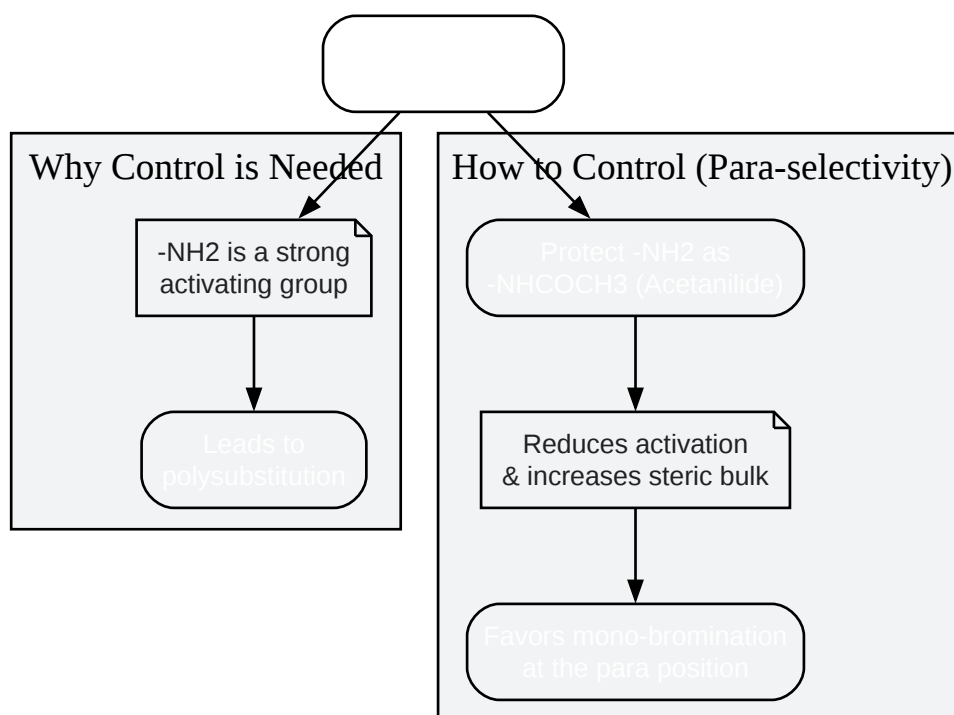 Why Control is Needed
How to Control (Para-selectivity)
-NH2 is a strong
activating group
Protect -NH2 as
-NHCOCH3 (Acetanilide)
Leads to
polysubstitution
Reduces activation
& increases steric bulk
Favors mono-bromination
at the para position